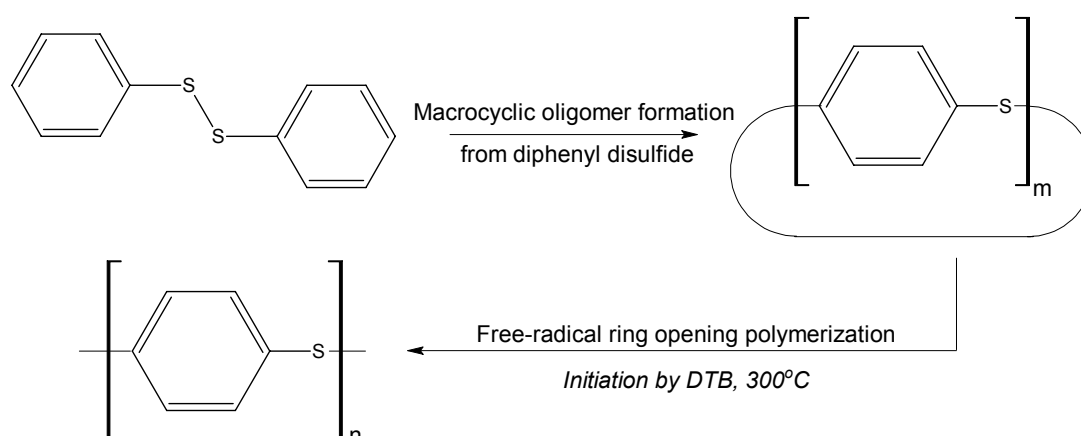 S
S
Macrocyclic oligomer formation
from diphenyl disulfide
S
m
Free-radical ring opening polymerization
Initiation by DTB, 300°C
S
n